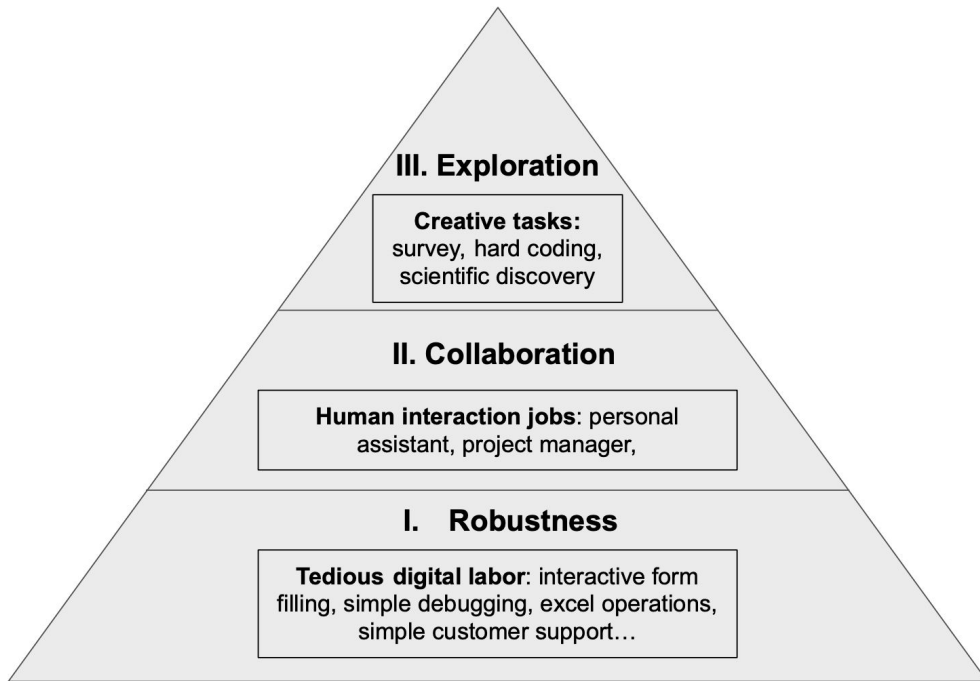 III. Exploration
Creative tasks:
survey, hard coding,
scientific discovery
II. Collaboration
Human interaction jobs: personal
assistant, project manager,
I. Robustness
Tedious digital labor: interactive form
filling, simple debugging, excel operations,
simple customer support…